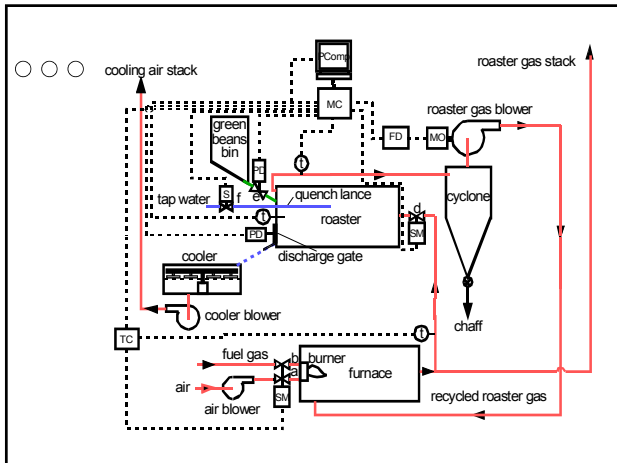 cooling air stack
PComp
roaster gas stack
MC
roaster gas blower
green
beans
bin
PD
FD
MO
t
S
f
e
quench lance
cyclone
tap water
t
roaster
d
SM
PD
discharge gate
cooler
cooler blower
chaff
TC
t
fuel gas
b
burner
furnace
a
air
air blower
SM
recycled roaster gas